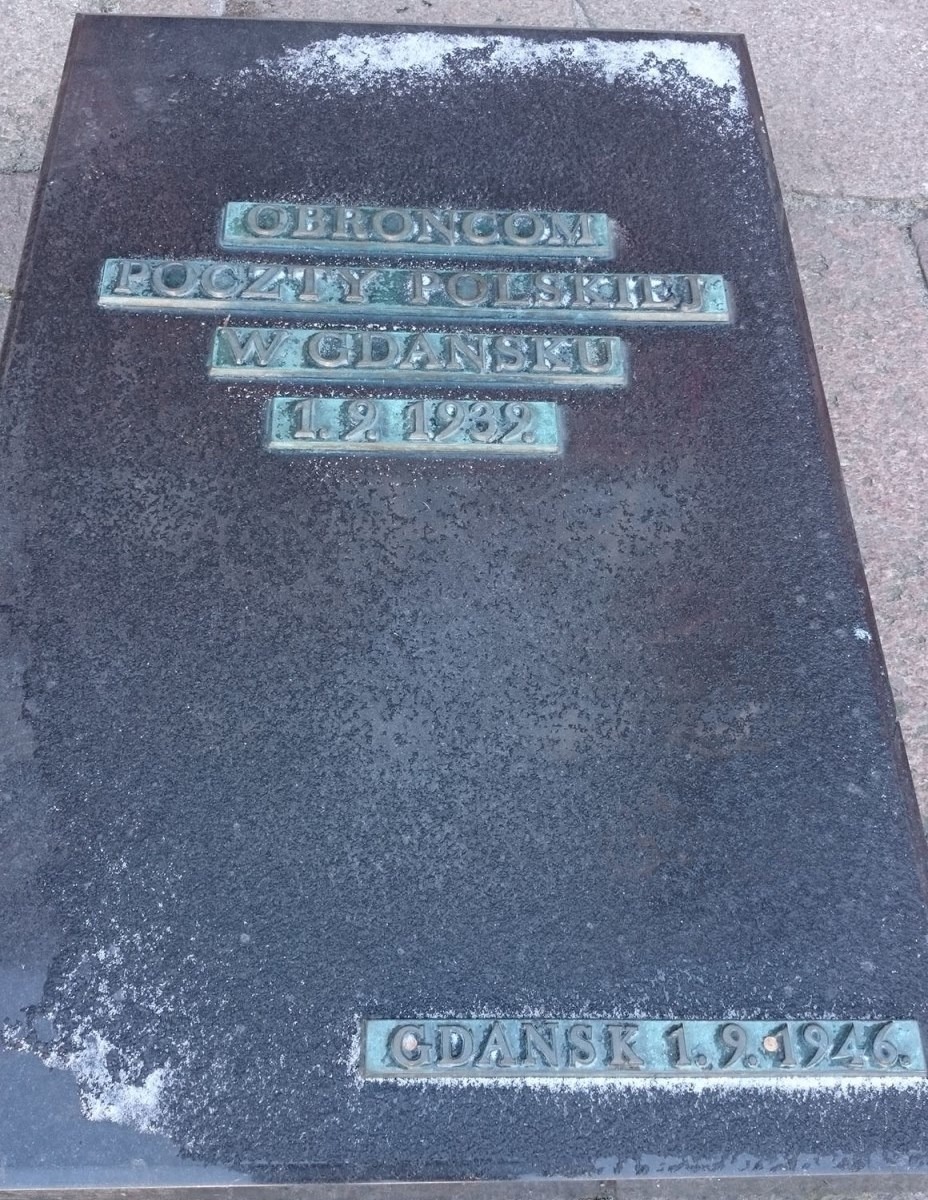 OBROŃCOM
POCZTY POLSKIEJ
W GDAŃSKU
1.9.1939.
GDAŃSK 1.9.1946.